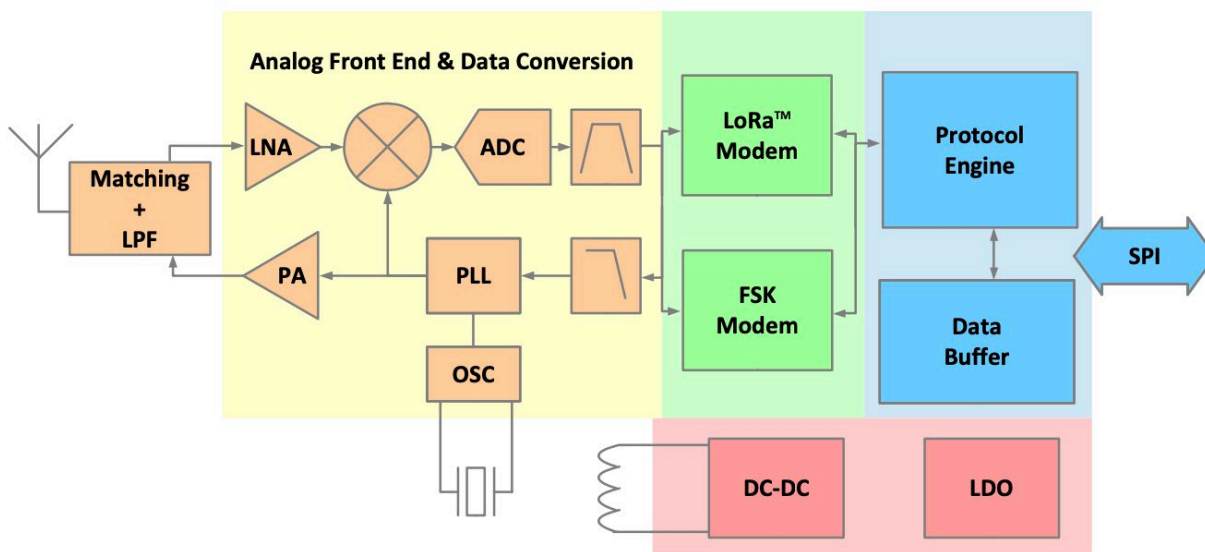 Analog Front End & Data Conversion
LNA
ADC
LoRa™
Modem
Protocol
Engine
Matching
+
LPF
PA
PLL
FSK
Modem
SPI
Data
Buffer
OSC
DC-DC
LDO